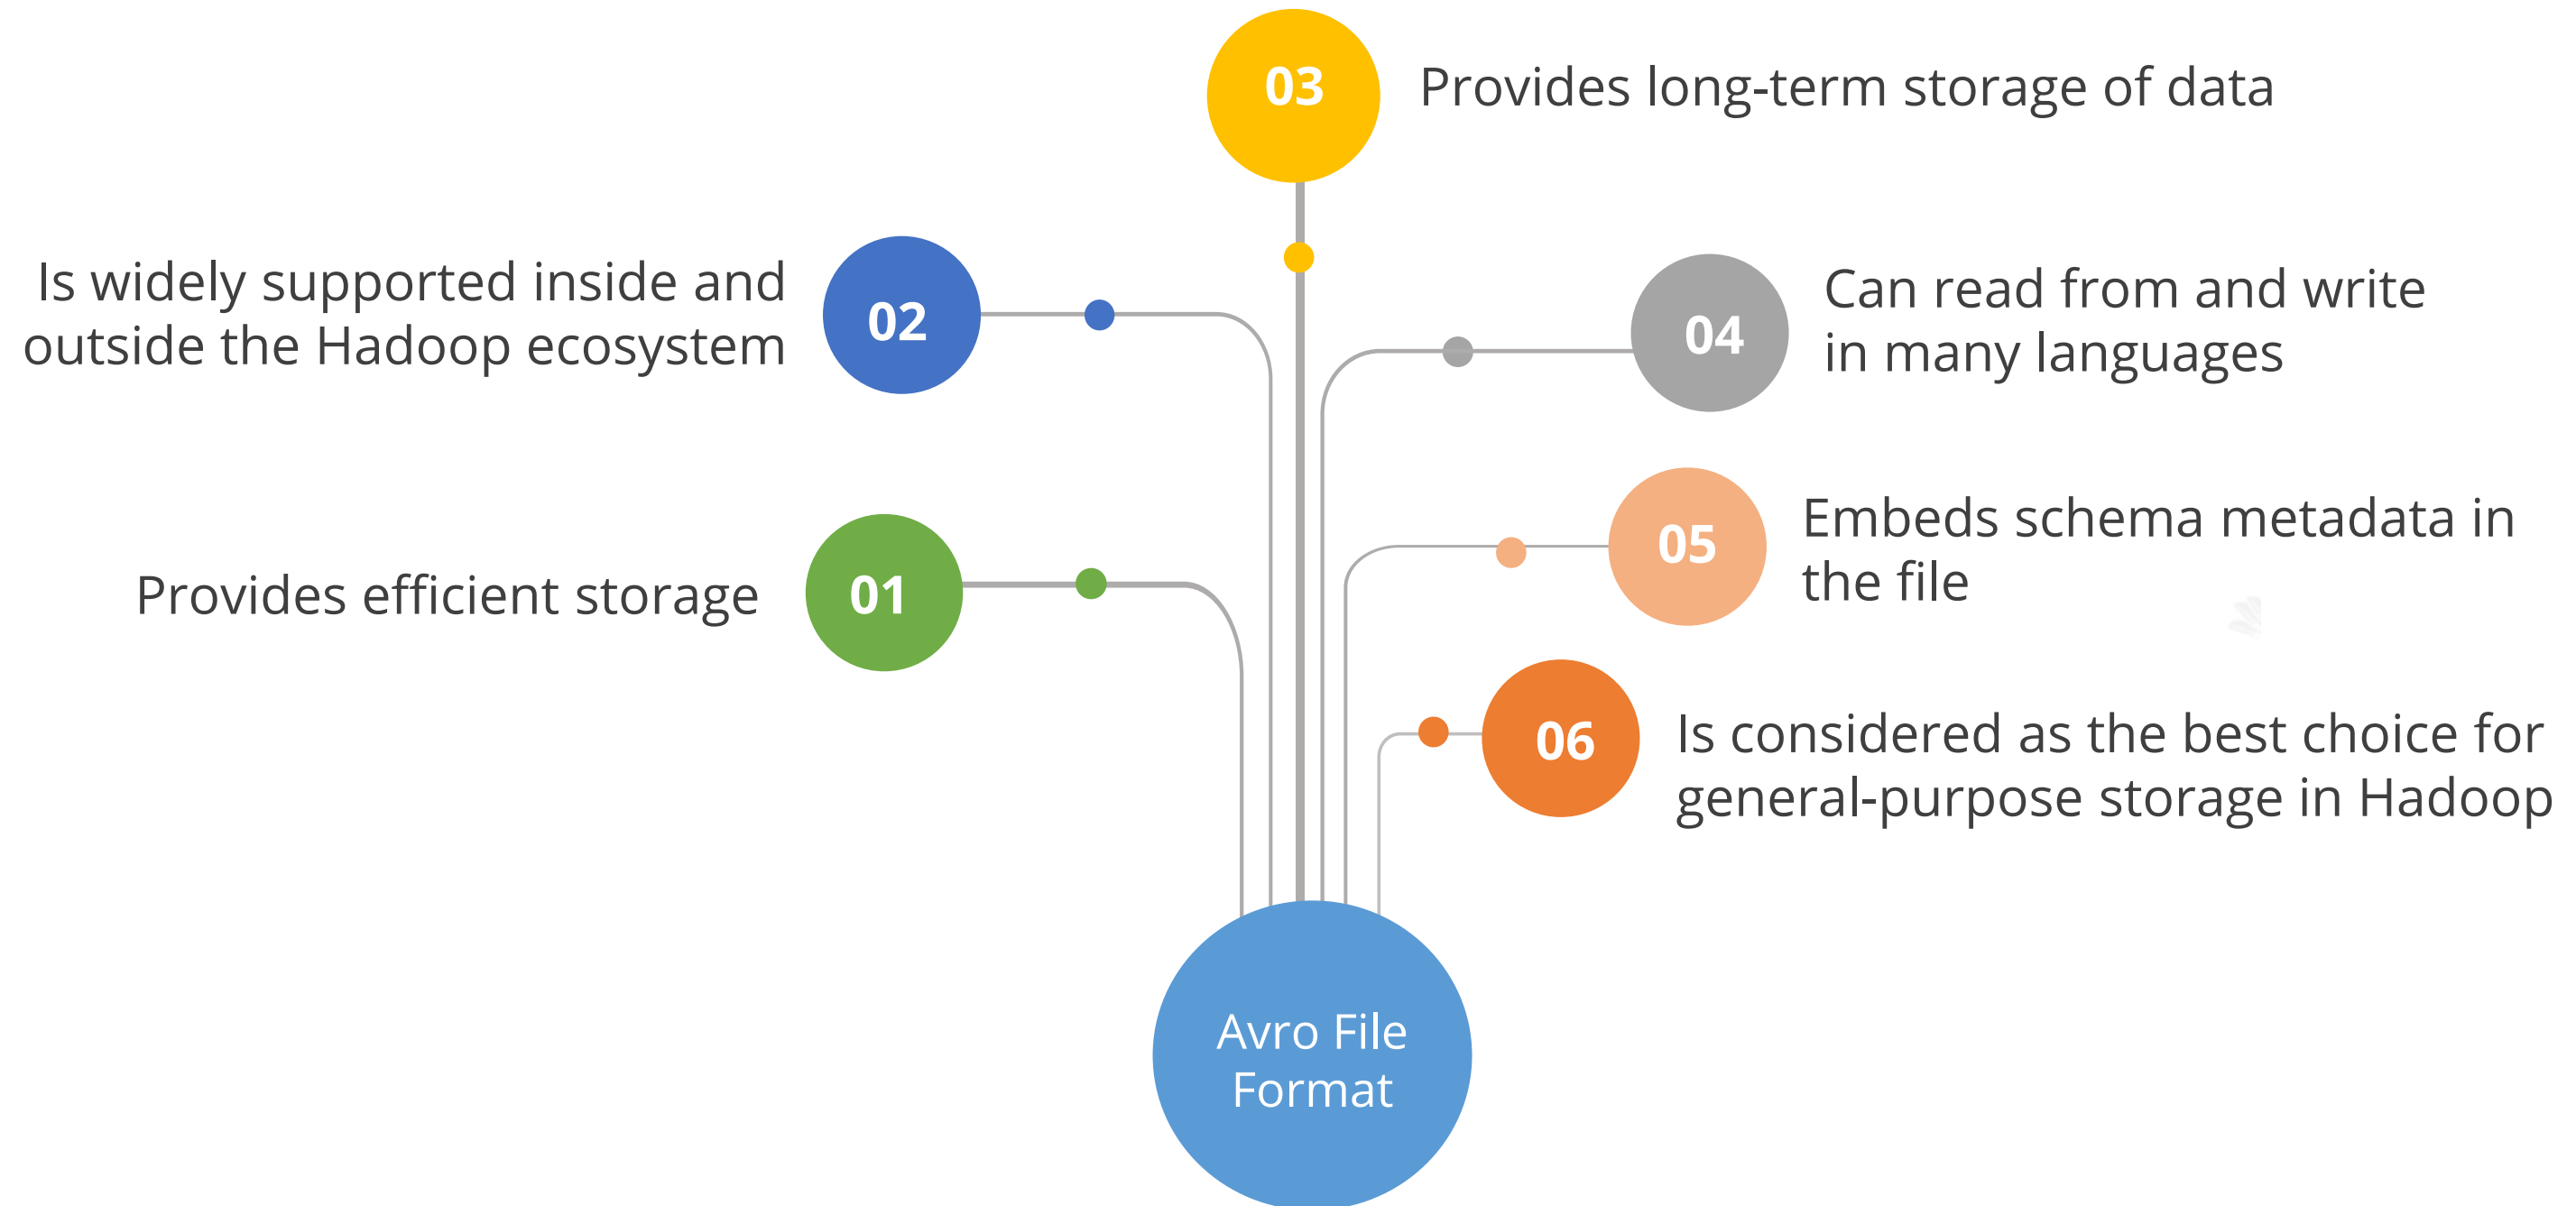 03
Provides long-term storage of data
Is widely supported inside and
outside the Hadoop ecosystem
02
04
Can read from and write
in many languages
Provides efficient storage
01
05
Embeds schema metadata in
the file
06
Is considered as the best choice for
general-purpose storage in Hadoop
Avro File
Format